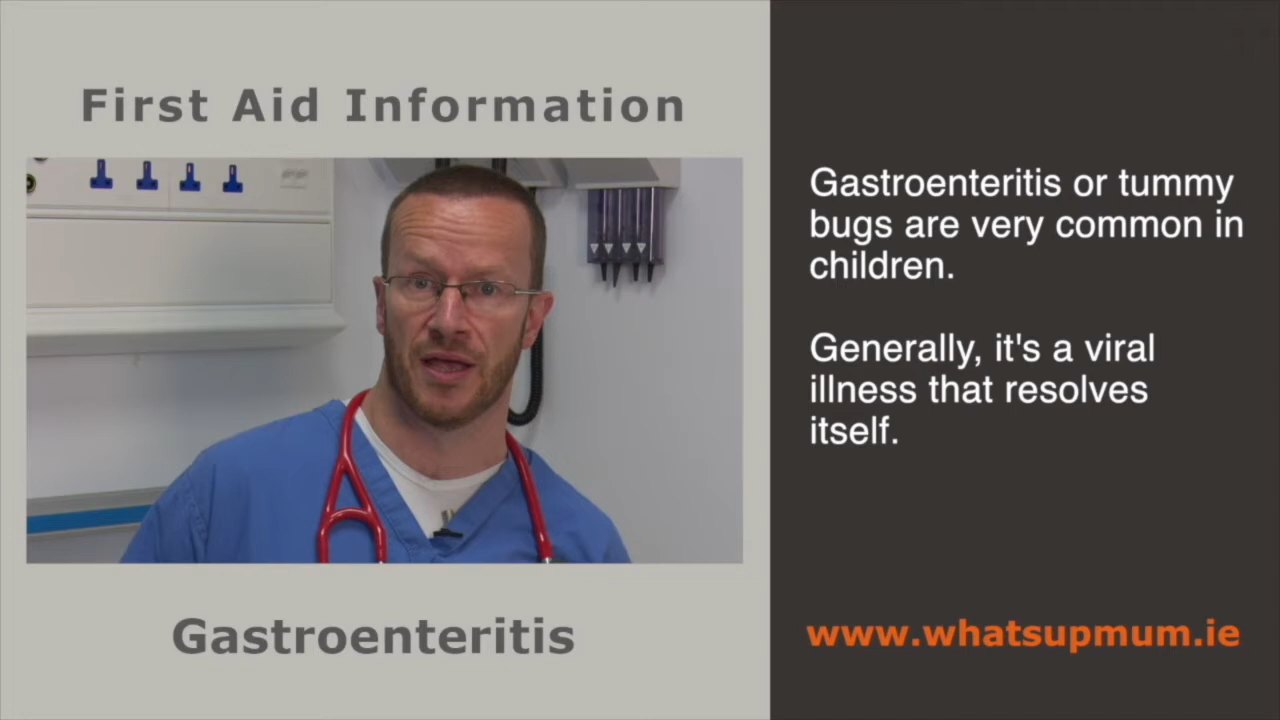 First Aid Information
Gastroenteritis or tummy
bugs are very common in
children.
Generally, it's a viral
illness that resolves
itself.
Gastroenteritis
www.whatsupmum.ie